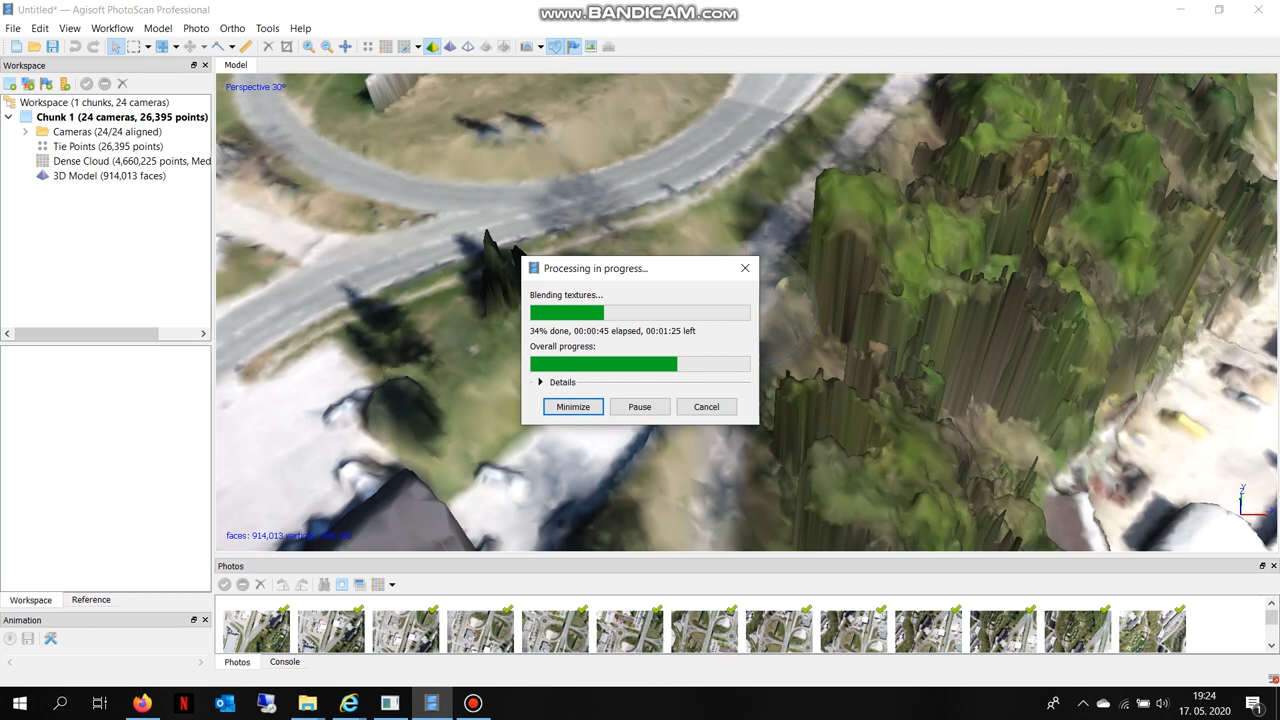 Untitled* — Agisoft PhotoScan Professional
www.BANDICAM.com
File Edit View Workflow Model Photo Ortho Tools Help
Workspace
Model
Perspective 30°
Workspace (1 chunks, 24 cameras)
Chunk 1 (24 cameras, 26,395 points)
Cameras (24/24 aligned)
Tie Points (26,395 points)
Dense Cloud (4,660,225 points, Med
3D Model (914,013 faces)
Processing in progress...
Blending textures...
34% done, 00:00:45 elapsed, 00:01:25 left
Overall progress:
Details
Minimize Pause Cancel
faces: 914,013
Photos
Workspace Reference
Animation
Photos Console
19:24
17. 05. 2020
1